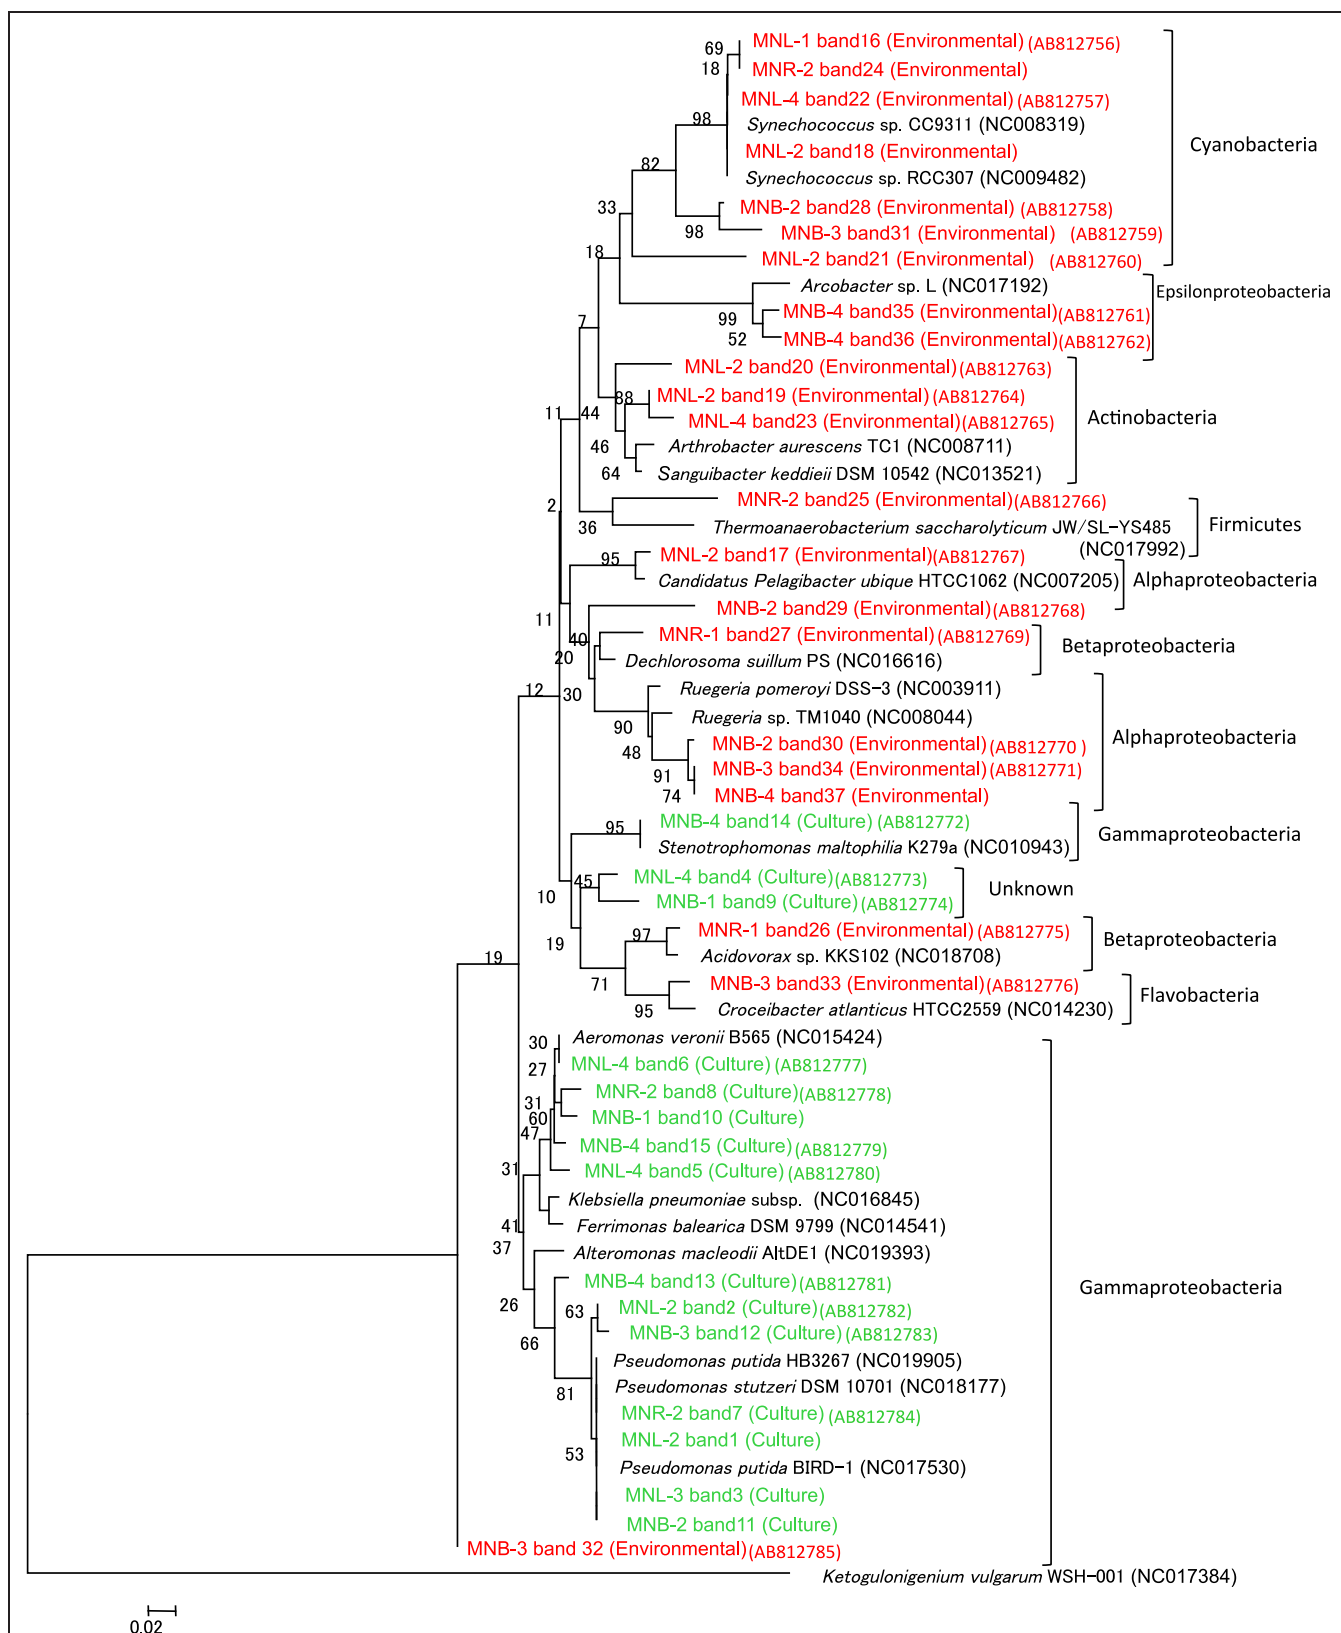 MNL-1 band16 (Environmental) (AB812756)
69
18
MNR-2 band24 (Environmental)
MNL-4 band22 (Environmental) (AB812757)
98
Synechococcus sp. CC9311 (NC008319)
Cyanobacteria
MNL-2 band18 (Environmental)
82
Synechococcus sp. RCC307 (NC009482)
33
MNB-2 band28 (Environmental) (AB812758)
98
MNB-3 band31 (Environmental) (AB812759)
18
MNL-2 band21 (Environmental) (AB812760)
Arcobacter sp. L (NC017192)
Epsilonproteobacteria
MNB-4 band35 (Environmental) (AB812761)
99
7
52
MNB-4 band36 (Environmental) (AB812762)
MNL-2 band20 (Environmental) (AB812763)
88
MNL-2 band19 (Environmental) (AB812764)
11
44
MNL-4 band23 (Environmental) (AB812765)
Actinobacteria
46
Arthrobacter aurescens TC1 (NC008711)
64
Sanguibacter keddieii DSM 10542 (NC013521)
2
MNR-2 band25 (Environmental) (AB812766)
36
Thermoanaerobacterium saccharolyticum JW/SL-YS485
Firmicutes
(NC017992)
95
MNL-2 band17 (Environmental) (AB812767)
Candidatus Pelagibacter ubique HTCC1062 (NC007205)
Alphaproteobacteria
11
MNB-2 band29 (Environmental) (AB812768)
40
MNR-1 band27 (Environmental) (AB812769)
Betaproteobacteria
20
Dechlorosoma suillum PS (NC016616)
12
30
Ruegeria pomeroyi DSS-3 (NC003911)
90
Ruegeria sp. TM1040 (NC008044)
48
MNB-2 band30 (Environmental) (AB812770 )
Alphaproteobacteria
91
MNB-3 band34 (Environmental) (AB812771)
74
MNB-4 band37 (Environmental)
95
MNB-4 band14 (Culture) (AB812772)
Gammaproteobacteria
Stenotrophomonas maltophilia K279a (NC010943)
45
MNL-4 band4 (Culture) (AB812773)
Unknown
10
MNB-1 band9 (Culture) (AB812774)
97
MNR-1 band26 (Environmental) (AB812775)
Betaproteobacteria
19
Acidovorax sp. KKS102 (NC018708)
19
71
MNB-3 band33 (Environmental) (AB812776)
Flavobacteria
95
Croceibacter atlanticus HTCC2559 (NC014230)
30
Aeromonas veronii B565 (NC015424)
27
MNL-4 band6 (Culture) (AB812777)
31
MNR-2 band8 (Culture) (AB812778)
60
MNB-1 band10 (Culture)
47
MNB-4 band15 (Culture) (AB812779)
31
MNL-4 band5 (Culture) (AB812780)
Klebsiella pneumoniae subsp. (NC016845)
41
Ferrimonas balearica DSM 9799 (NC014541)
37
Alteromonas macleodii AltDE1 (NC019393)
MNB-4 band13 (Culture) (AB812781)
Gammaproteobacteria
26
63
MNL-2 band2 (Culture) (AB812782)
66
MNB-3 band12 (Culture) (AB812783)
Pseudomonas putida HB3267 (NC019905)
81
Pseudomonas stutzeri DSM 10701 (NC018177)
MNR-2 band7 (Culture) (AB812784)
MNL-2 band1 (Culture)
53
Pseudomonas putida BIRD-1 (NC017530)
MNL-3 band3 (Culture)
MNB-2 band11 (Culture)
MNB-3 band 32 (Environmental) (AB812785)
Ketogulonigenium vulgarum WSH-001 (NC017384)
0.02